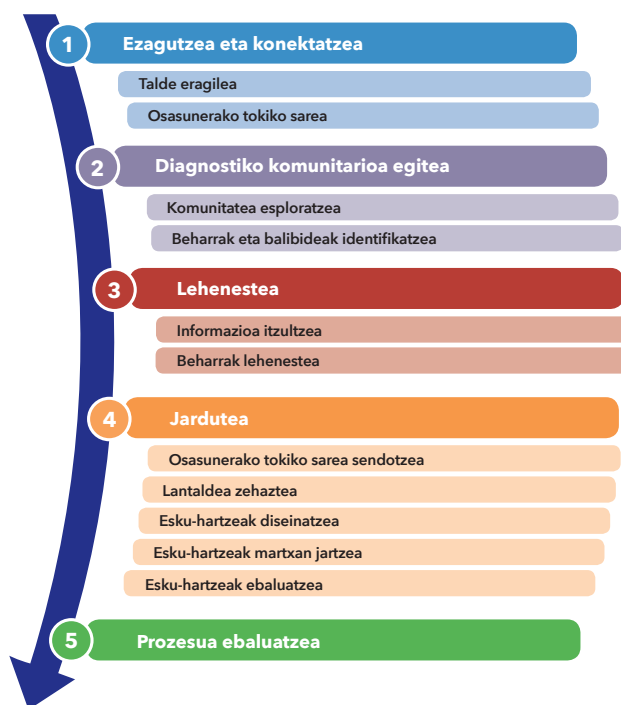 1 Ezagutzea eta konektatzea
Talde eragilea
Osasunerako tokiko sarea
2 Diagnostiko komunitarioa egitea
Komunitatea esploratzea
Beharrak eta balibideak identifikatzea
3 Lehenestea
Informazioa itzultzea
Beharrak lehenestea
4 Jardutea
Osasunerako tokiko sarea sendotzea
Lantaldea zehaztea
Esku-hartzeak diseinatzea
Esku-hartzeak martxan jartzea
Esku-hartzeak ebaluatzea
5 Prozesua ebaluatzea